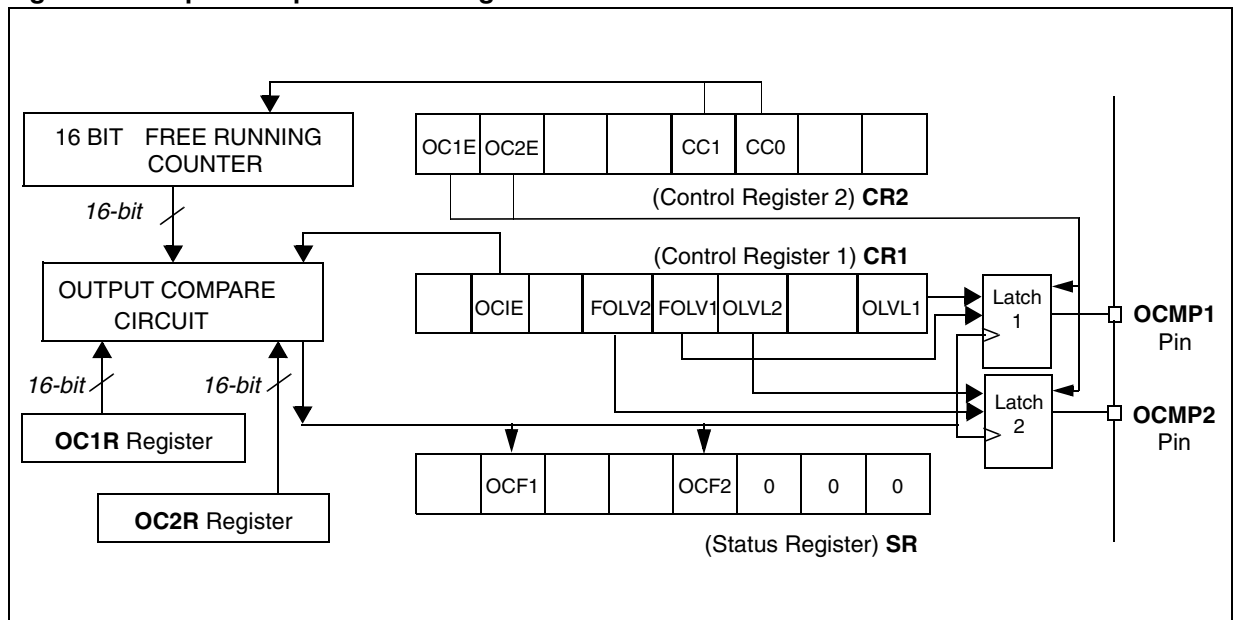 16 BIT FREE RUNNING
COUNTER
16-bit
OUTPUT COMPARE
CIRCUIT
16-bit
16-bit
OC1R Register
OC2R Register
OC1E OC2E CC1 CC0
(Control Register 2) CR2
(Control Register 1) CR1
OCIE FOLV2 FOLV1 OLVL2 OLVL1
OCF1 OCF2 0 0 0
(Status Register) SR
Latch
1
Latch
2
OCMP1
Pin
OCMP2
Pin